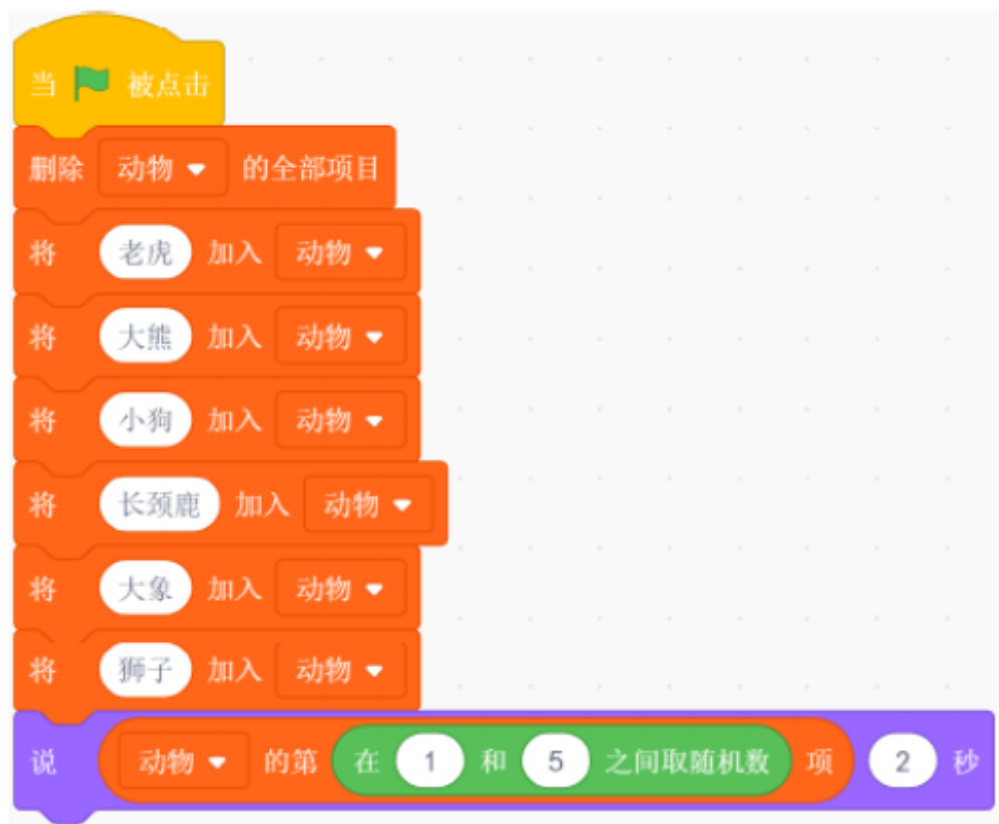 当 被点击
删除 动物 的全部项目
将 老虎 加入 动物
将 大熊 加入 动物
将 小狗 加入 动物
将 长颈鹿 加入 动物
将 大象 加入 动物
将 狮子 加入 动物
说 动物 的第 在 1 和 5 之间取随机数 项 2 秒